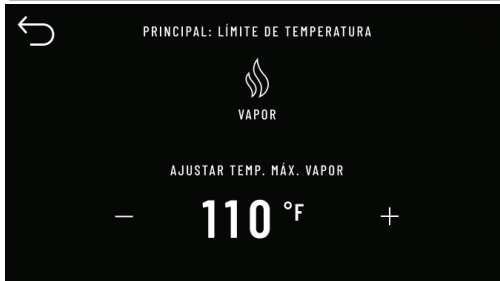 PRINCIPAL: LÍMITE DE TEMPERATURA
VAPOR
AJUSTAR TEMP. MÁX. VAPOR
− 110 °F +